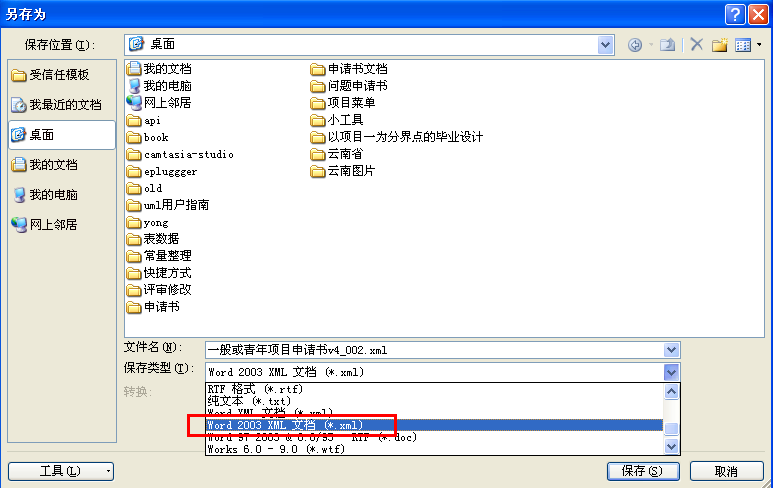 另存为
保存位置(I):
桌面
受信任模板
我最近的文档
桌面
我的文档
我的电脑
网上邻居
我的文档
我的电脑
网上邻居
api
book
camtasia-studio
epluggger
old
uml用户指南
yong
表数据
常量整理
快捷方式
评审修改
申请书
申请书文档
问题申请书
项目菜单
小工具
以项目一为分界点的毕业设计
云南省
云南图片
文件名(N):
一般或青年项目申请书v4_002.xml
保存类型(T):
Word 2003 XML 文档 (*.xml)
转换:
RTF 格式 (*.rtf)
纯文本 (*.txt)
Word XML 文档 (*.xml)
Word 2003 XML 文档 (*.xml)
Word 97-2003 & 6.0/95 - RTF (*.doc)
Works 6.0 - 9.0 (*.wtf)
工具(L)
保存(S)
取消